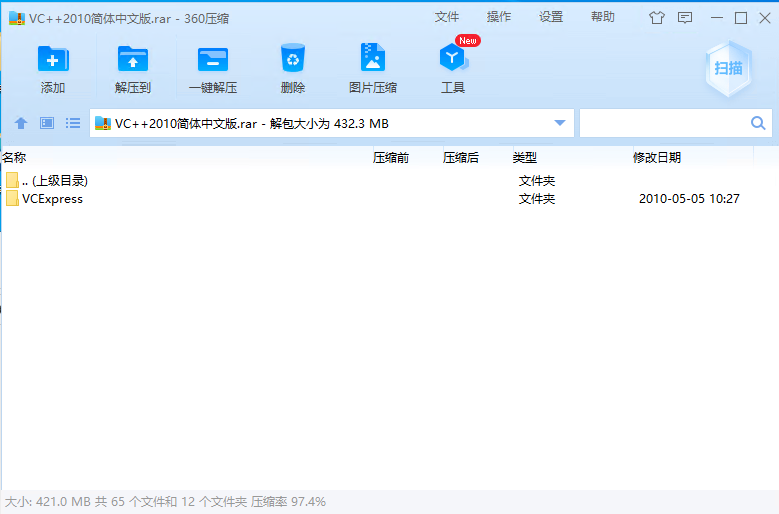 VC++2010简体中文版.rar - 360压缩
文件 操作 设置 帮助
New
添加 解压到 一键解压 删除 图片压缩 工具 扫描
VC++2010简体中文版.rar - 解包大小为 432.3 MB
名称 压缩前 压缩后 类型 修改日期
.. (上级目录) 文件夹
VCExpress 文件夹 2010-05-05 10:27
大小: 421.0 MB 共 65 个文件和 12 个文件夹 压缩率 97.4%